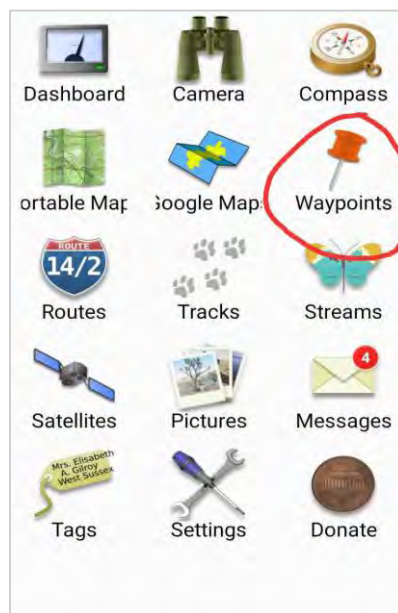 Dashboard Camera Compass
ortable Map Google Maps Waypoints
ROUTE
14/2
Routes Tracks Streams
4
Satellites Pictures Messages
Mrs. Elisabeth
A. Gilroy
West Sussex
Tags Settings Donate